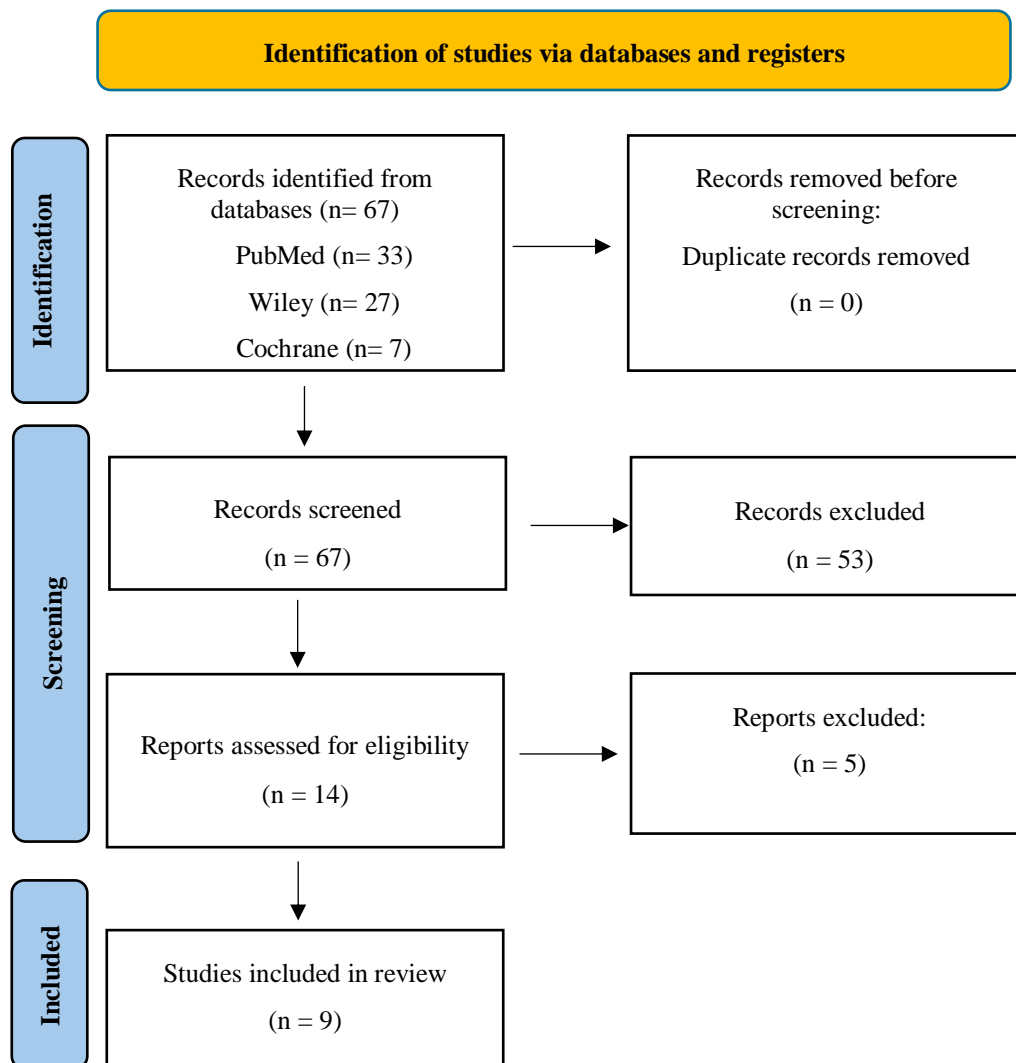 Identification of studies via databases and registers
Identification
Records identified from
databases (n= 67)
PubMed (n= 33)
Wiley (n= 27)
Cochrane (n= 7)
Records removed before
screening:
Duplicate records removed
(n = 0)
Screening
Records screened
(n = 67)
Records excluded
(n = 53)
Reports assessed for eligibility
(n = 14)
Reports excluded:
(n = 5)
Included
Studies included in review
(n = 9)